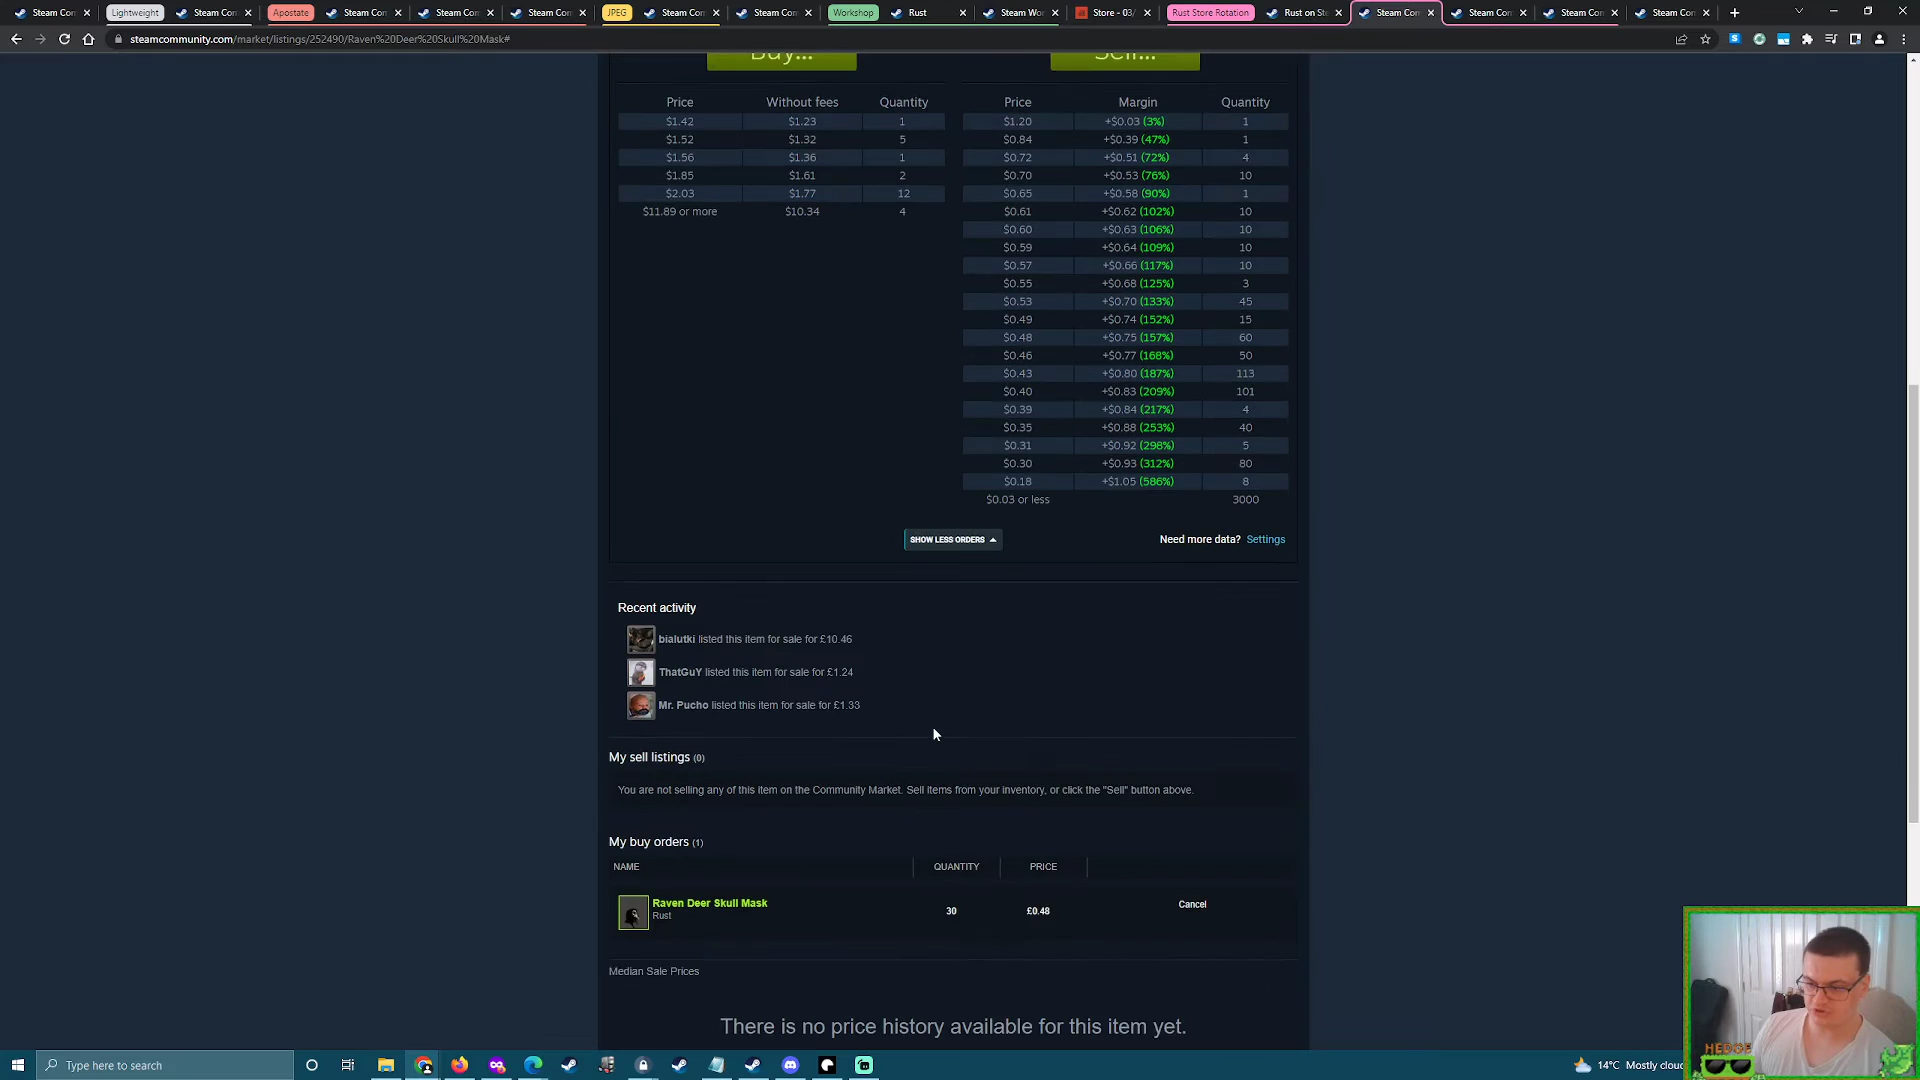 Steam Con
Lightweight
Steam Con
Apostate
Steam Con
Steam Con
Steam Con
JPEG
Steam Con
Steam Con
Workshop
Rust
Steam Wo
Store - 03/
Rust Store Rotation
Rust on St
Steam Con
Steam Con
Steam Con
Steam Con
steamcommunity.com/market/listings/252490/Raven%20Deer%20Skull%20Mask#
Buy... Sell...
Price Without fees Quantity
$1.42 $1.23 1
$1.52 $1.32 5
$1.56 $1.36 1
$1.85 $1.61 2
$2.03 $1.77 12
$11.89 or more $10.34 4
Price Margin Quantity
$1.20 +$0.03 (3%) 1
$0.84 +$0.39 (47%) 1
$0.72 +$0.51 (72%) 4
$0.70 +$0.53 (76%) 10
$0.65 +$0.58 (90%) 1
$0.61 +$0.62 (102%) 10
$0.60 +$0.63 (106%) 10
$0.59 +$0.64 (109%) 10
$0.57 +$0.66 (117%) 10
$0.55 +$0.68 (125%) 3
$0.53 +$0.70 (133%) 45
$0.49 +$0.74 (152%) 15
$0.48 +$0.75 (157%) 60
$0.46 +$0.77 (168%) 50
$0.43 +$0.80 (187%) 113
$0.40 +$0.83 (209%) 101
$0.39 +$0.84 (217%) 4
$0.35 +$0.88 (253%) 40
$0.31 +$0.92 (298%) 5
$0.30 +$0.93 (312%) 80
$0.18 +$1.05 (586%) 8
$0.03 or less 3000
SHOW LESS ORDERS
Need more data? Settings
Recent activity
bialutki listed this item for sale for £10.46
ThatGuY listed this item for sale for £1.24
Mr. Pucho listed this item for sale for £1.33
My sell listings (0)
You are not selling any of this item on the Community Market. Sell items from your inventory, or click the "Sell" button above.
My buy orders (1)
NAME QUANTITY PRICE
Raven Deer Skull Mask
Rust
30 £0.48 Cancel
Median Sale Prices
There is no price history available for this item yet.
Type here to search
14°C Mostly cloud
HEDGE